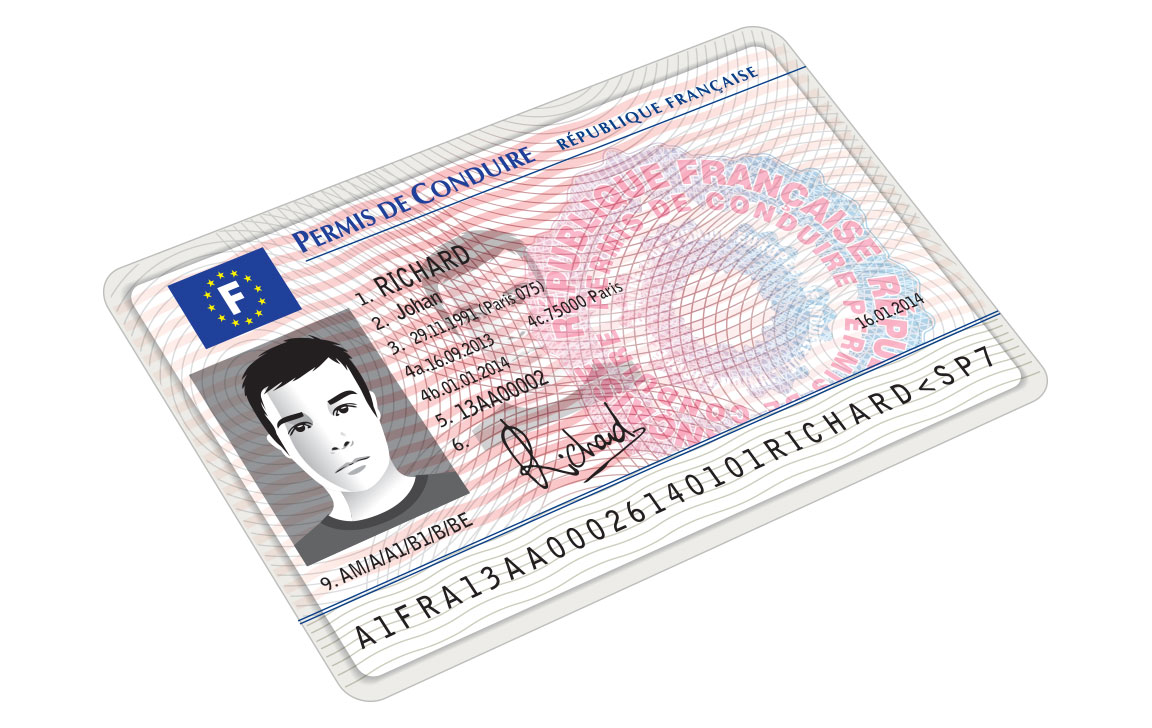 PERMIS DE CONDUIRE RÉPUBLIQUE FRANÇAISE
F
1. RICHARD
2. Johan
3. 29.11.1991 (Paris 075)
4a.16.09.2013 4c.75000 Paris
4b.01.01.2014
16.01.2014
5. 13AA00002
6.
Richard
9. AM/A/A1/B1/B/BE
A1FRA13AA000026140101RICHARD<SP7
RÉPUBLIQUE FRANÇAISE
PERMIS DE CONDUIRE PERMIS